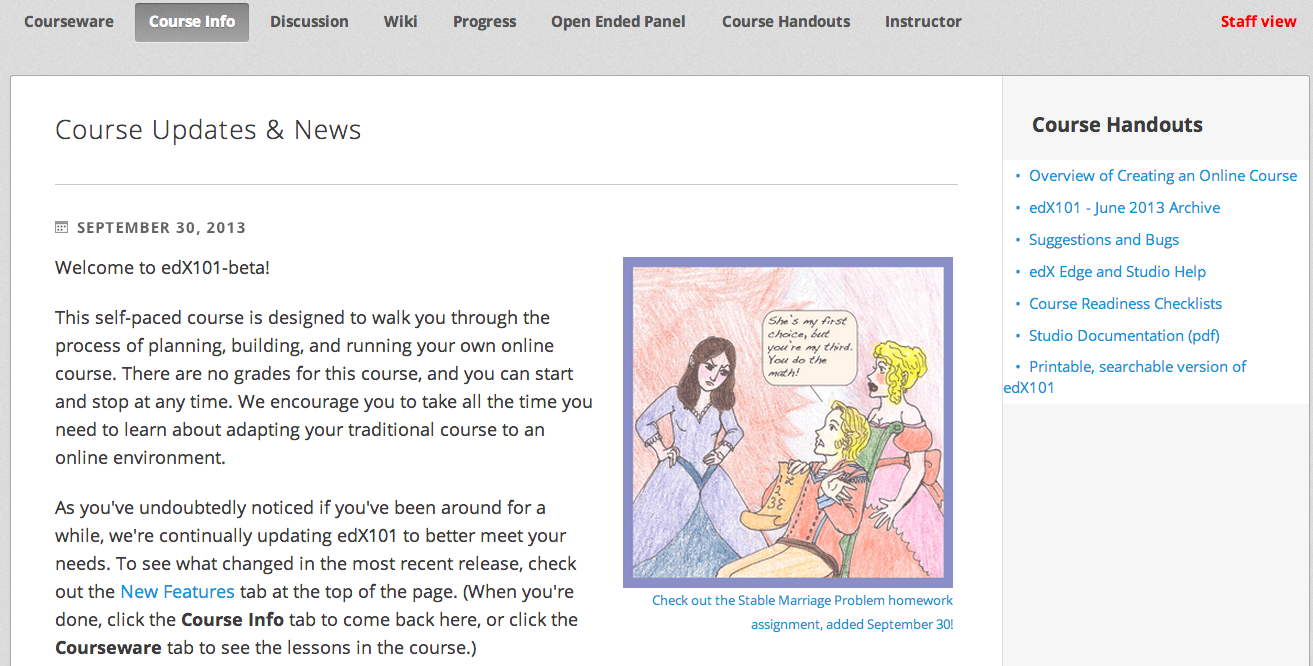 Courseware Course Info Discussion Wiki Progress Open Ended Panel Course Handouts Instructor Staff view
Course Updates & News
SEPTEMBER 30, 2013
Welcome to edX101-beta!
This self-paced course is designed to walk you through the
process of planning, building, and running your own online
course. There are no grades for this course, and you can start
and stop at any time. We encourage you to take all the time you
need to learn about adapting your traditional course to an
online environment.
As you've undoubtedly noticed if you've been around for a
while, we're continually updating edX101 to better meet your
needs. To see what changed in the most recent release, check
out the New Features tab at the top of the page. (When you're
done, click the Course Info tab to come back here, or click the
Courseware tab to see the lessons in the course.)
She's my first
choice, but
you're my third.
You do the
math!
Check out the Stable Marriage Problem homework
assignment, added September 30!
Course Handouts
• Overview of Creating an Online Course
• edX101 - June 2013 Archive
• Suggestions and Bugs
• edX Edge and Studio Help
• Course Readiness Checklists
• Studio Documentation (pdf)
• Printable, searchable version of
edX101